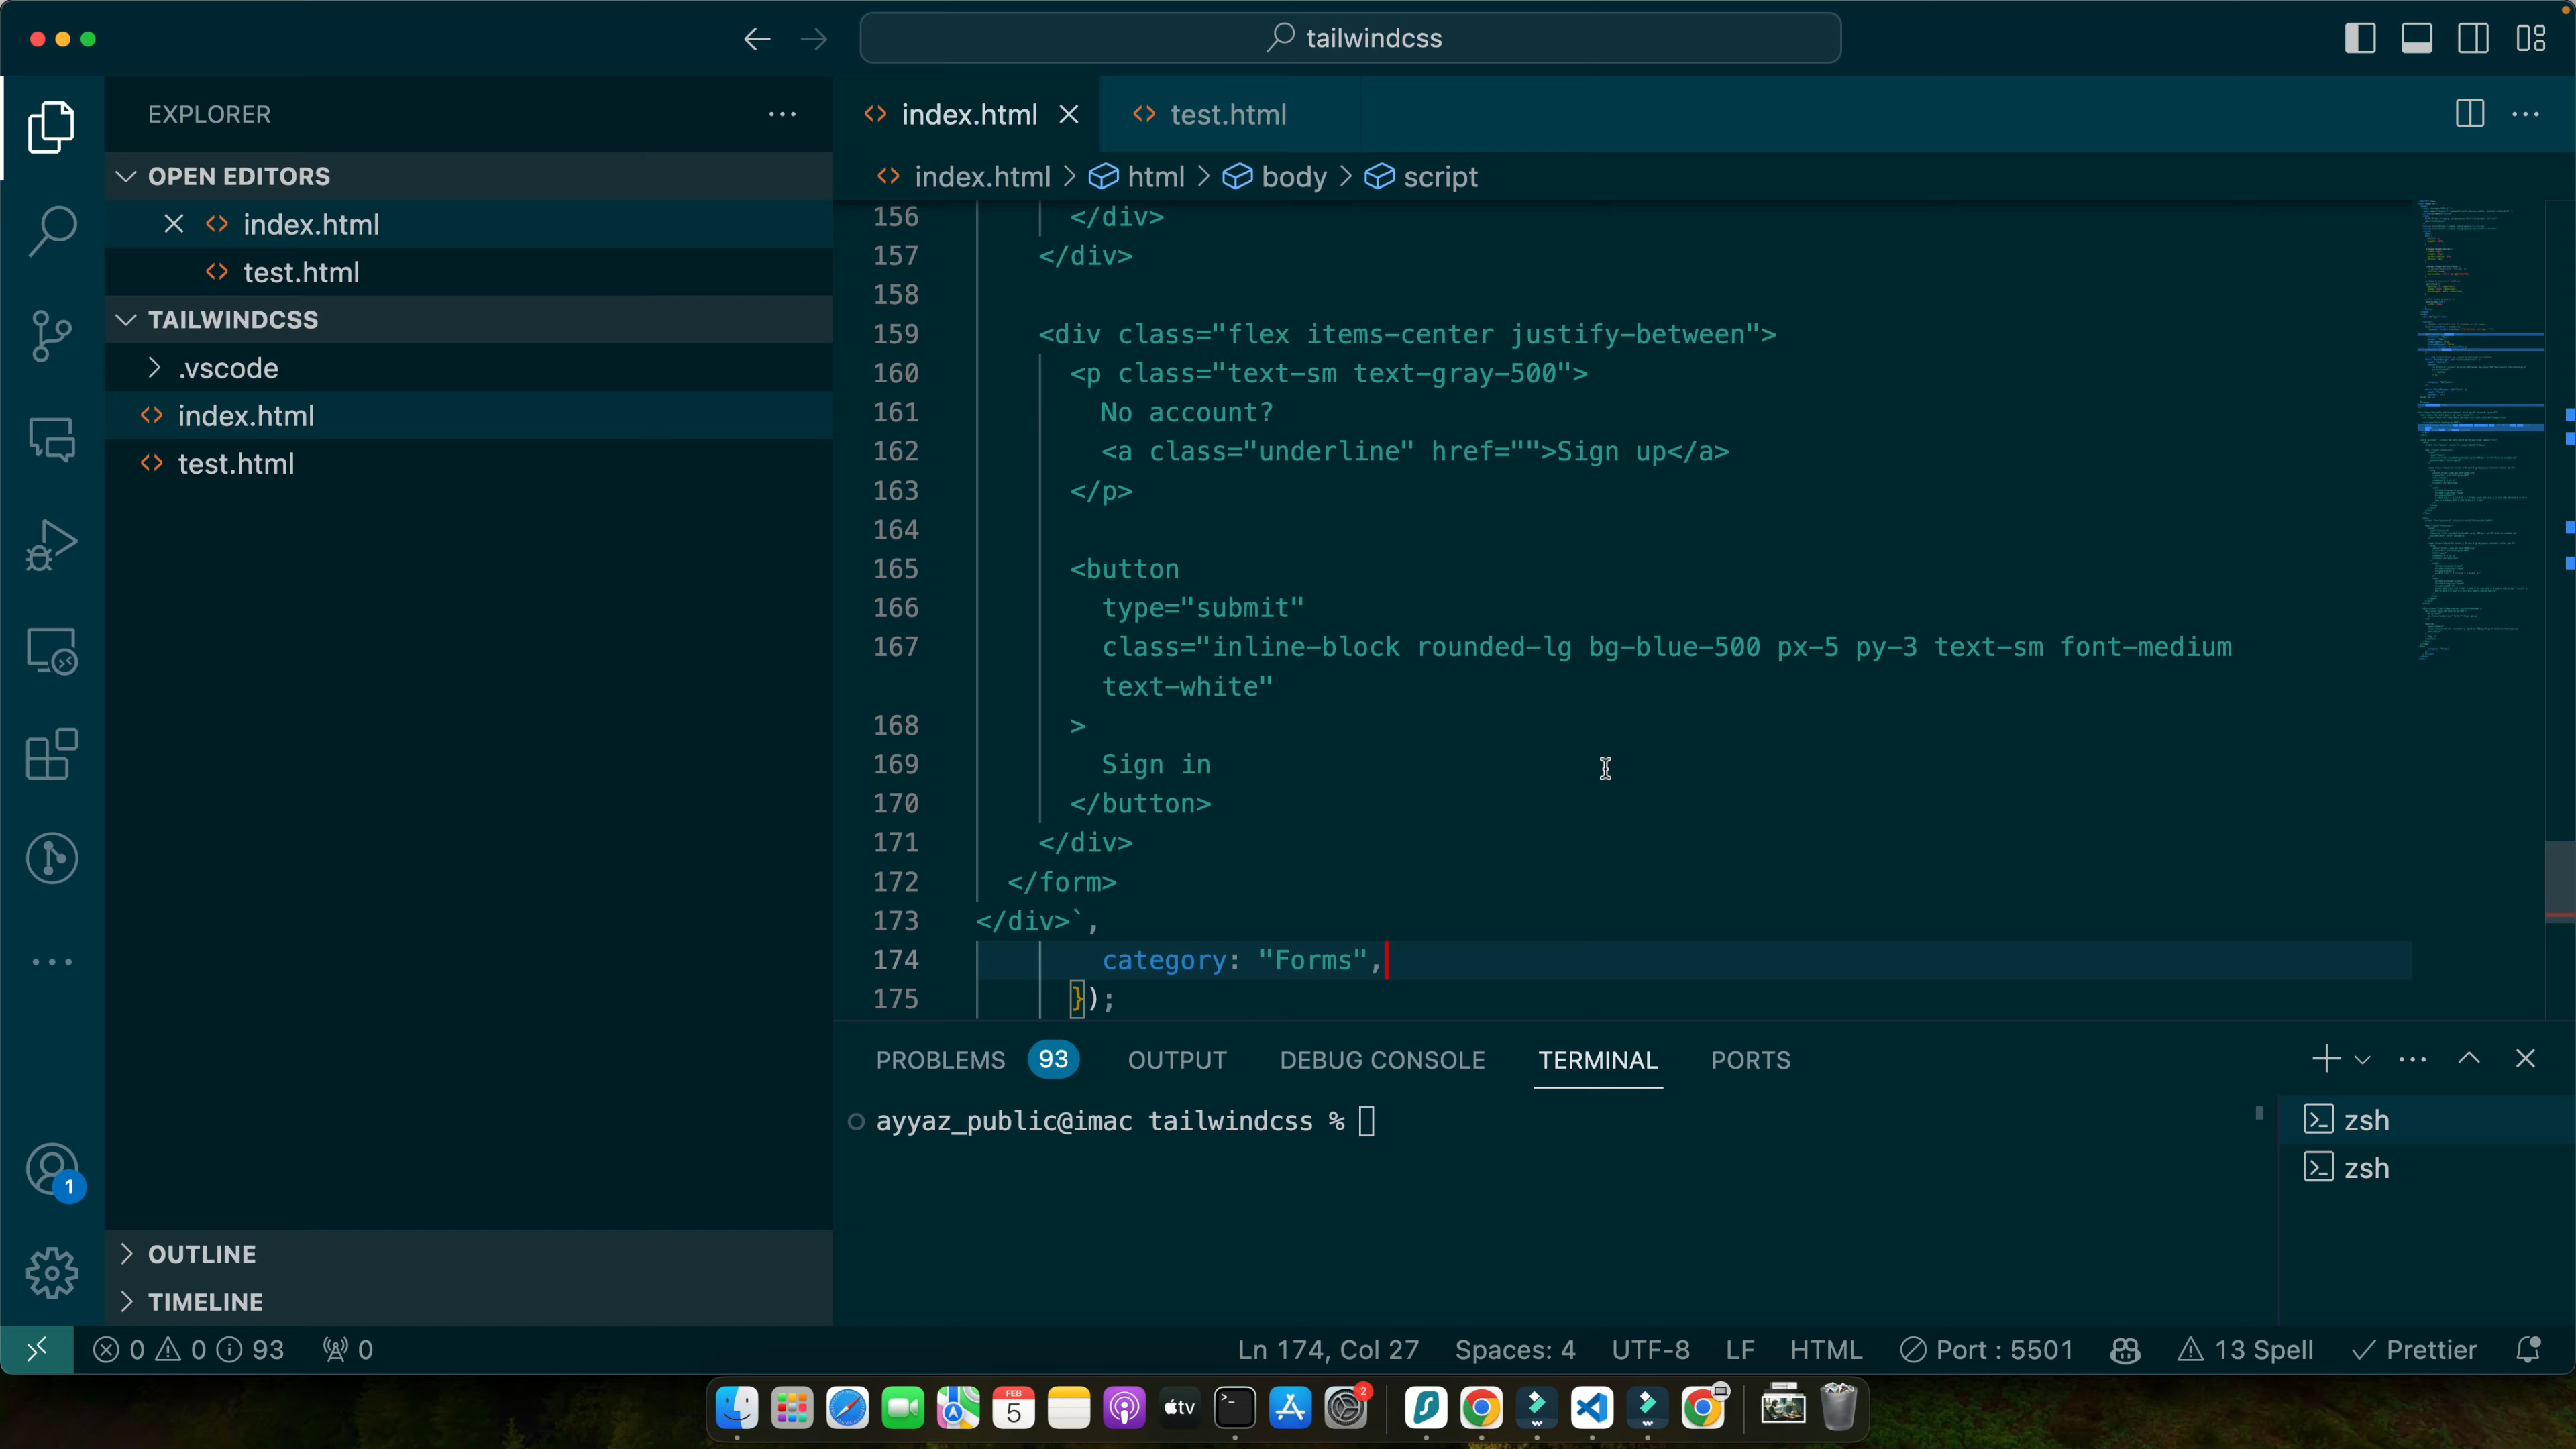 tailwindcss
EXPLORER
OPEN EDITORS
index.html
test.html
TAILWINDCSS
.vscode
index.html
test.html
OUTLINE
TIMELINE
index.html
test.html
index.html > html > body > script
156 </div>
157 </div>
158
159 <div class="flex items-center justify-between">
160 <p class="text-sm text-gray-500">
161 No account?
162 <a class="underline" href="">Sign up</a>
163 </p>
164
165 <button
166 type="submit"
167 class="inline-block rounded-lg bg-blue-500 px-5 py-3 text-sm font-medium
text-white"
168 >
169 Sign in
170 </button>
171 </div>
172 </form>
173 </div>`,
174 category: "Forms",
175 });
PROBLEMS 93 OUTPUT DEBUG CONSOLE TERMINAL PORTS
ayyaz_public@imac tailwindcss %
zsh
zsh
1
0 0 93 0 Ln 174, Col 27 Spaces: 4 UTF-8 LF HTML Port : 5501 13 Spell Prettier
FEB
5
tv
2